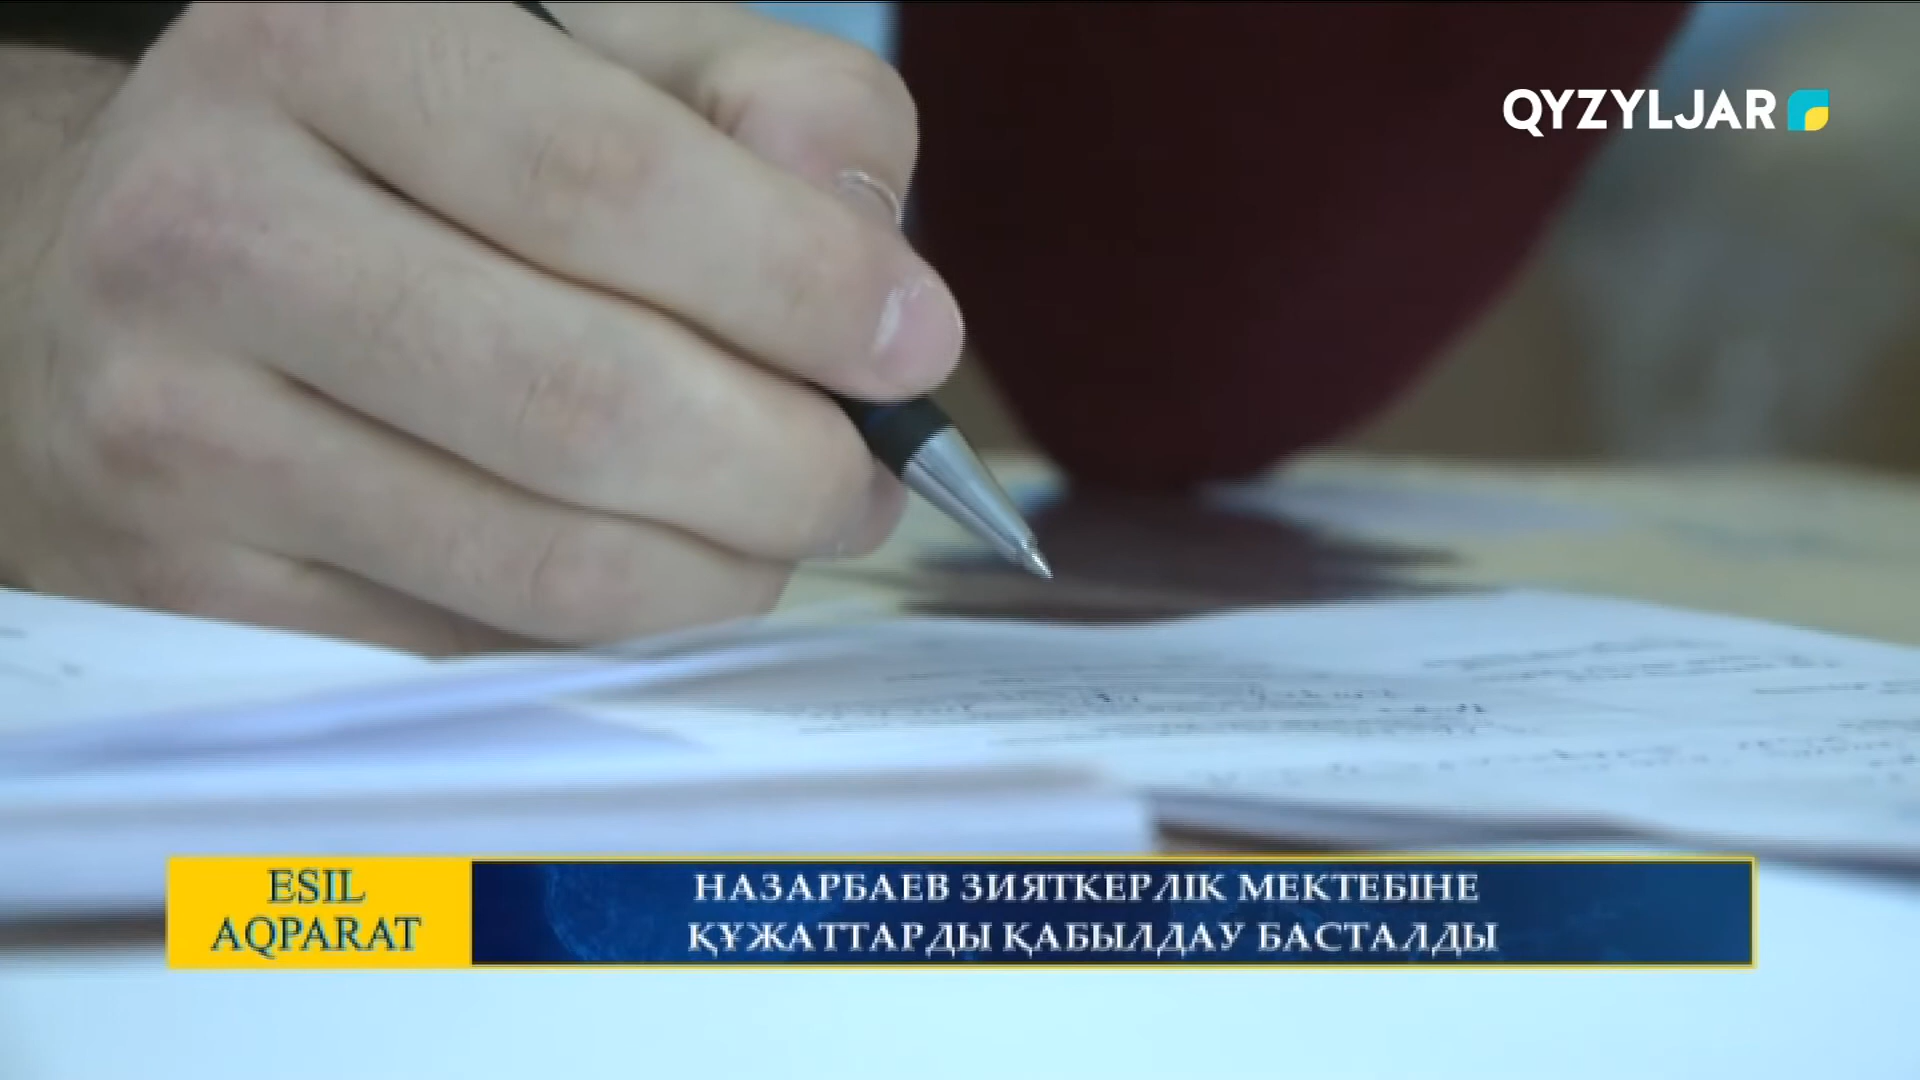 QYZYLJAR
ESIL
AQPARAT
НАЗАРБАЕВ ЗИЯТКЕРЛІК МЕКТЕБІНЕ
ҚҰЖАТТАРДЫ ҚАБЫЛДАУ БАСТАЛДЫ